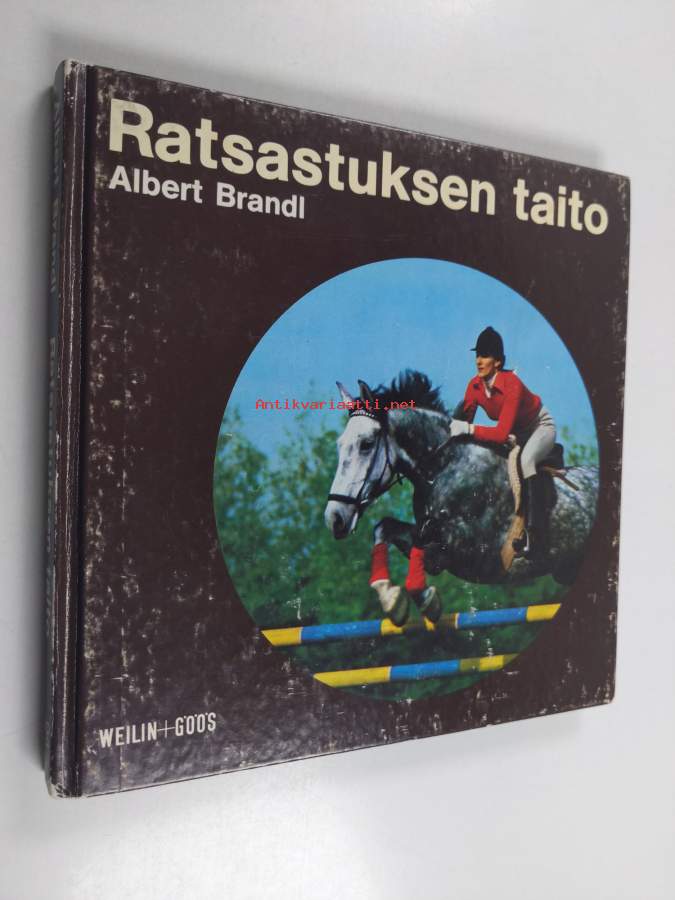 Ratsastuksen taito
Albert Brandl
Antikvariaatti.net
WEILIN+GÖÖS